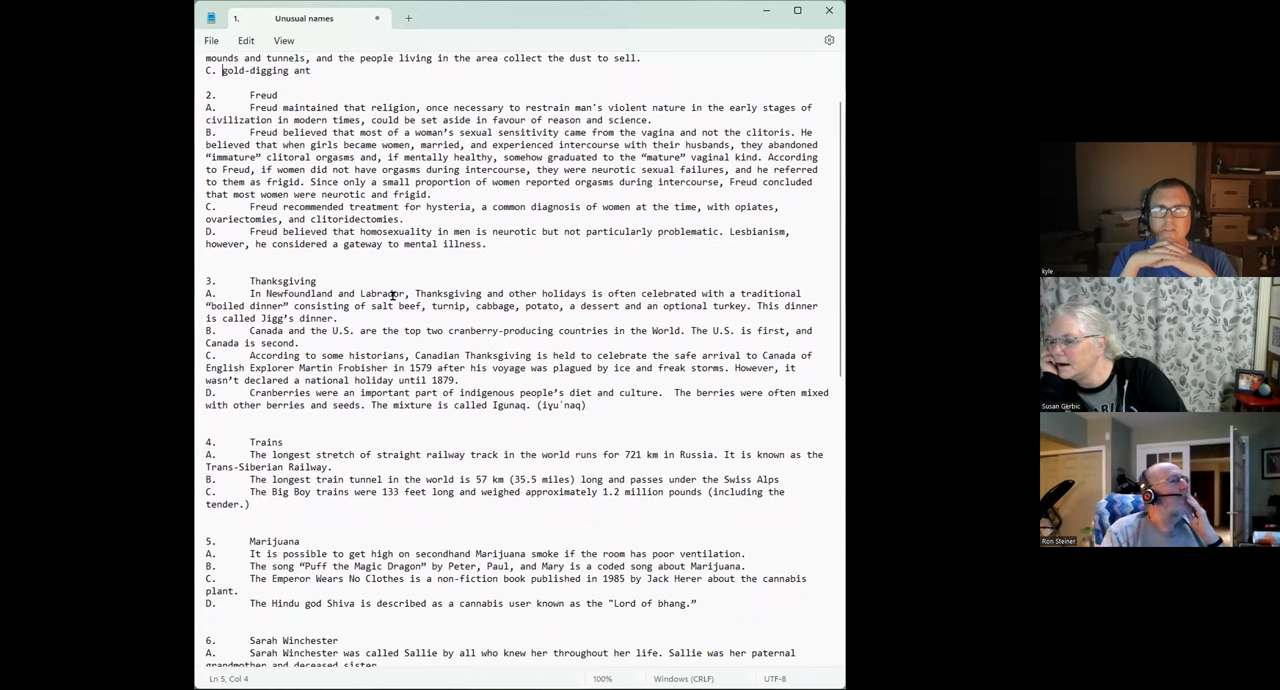 1.
Unusual names
File
Edit
View
mounds and tunnels, and the people living in the area collect the dust to sell.
C. gold-digging ant
2. Freud
A. Freud maintained that religion, once necessary to restrain man's violent nature in the early stages of
civilization in modern times, could be set aside in favour of reason and science.
B. Freud believed that most of a woman’s sexual sensitivity came from the vagina and not the clitoris. He
believed that when girls became women, married, and experienced intercourse with their husbands, they abandoned
“immature” clitoral orgasms and, if mentally healthy, somehow graduated to the “mature” vaginal kind. According
to Freud, if women did not have orgasms during intercourse, they were neurotic sexual failures, and he referred
to them as frigid. Since only a small proportion of women reported orgasms during intercourse, Freud concluded
that most women were neurotic and frigid.
C. Freud recommended treatment for hysteria, a common diagnosis of women at the time, with opiates,
ovariectomies, and clitoridectomies.
D. Freud believed that homosexuality in men is neurotic but not particularly problematic. Lesbianism,
however, he considered a gateway to mental illness.
3. Thanksgiving
A. In Newfoundland and Labrador, Thanksgiving and other holidays is often celebrated with a traditional
“boiled dinner” consisting of salt beef, turnip, cabbage, potato, a dessert and an optional turkey. This dinner
is called Jigg’s dinner.
B. Canada and the U.S. are the top two cranberry-producing countries in the World. The U.S. is first, and
Canada is second.
C. According to some historians, Canadian Thanksgiving is held to celebrate the safe arrival to Canada of
English Explorer Martin Frobisher in 1579 after his voyage was plagued by ice and freak storms. However, it
wasn’t declared a national holiday until 1879.
D. Cranberries were an important part of indigenous people’s diet and culture.  The berries were often mixed
with other berries and seeds. The mixture is called Igunaq. (iɣuˈnaq)
4. Trains
A. The longest stretch of straight railway track in the world runs for 721 km in Russia. It is known as the
Trans-Siberian Railway.
B. The longest train tunnel in the world is 57 km (35.5 miles) long and passes under the Swiss Alps
C. The Big Boy trains were 133 feet long and weighed approximately 1.2 million pounds (including the
tender.)
5. Marijuana
A. It is possible to get high on secondhand Marijuana smoke if the room has poor ventilation.
B. The song “Puff the Magic Dragon” by Peter, Paul, and Mary is a coded song about Marijuana.
C. The Emperor Wears No Clothes is a non-fiction book published in 1985 by Jack Herer about the cannabis
plant.
D. The Hindu god Shiva is described as a cannabis user known as the "Lord of bhang.”
6. Sarah Winchester
A. Sarah Winchester was called Sallie by all who knew her throughout her life. Sallie was her paternal
grandmother and deceased sister
Ln 5, Col 4
100%
Windows (CRLF)
UTF-8
kyle
Susan Gerbic
Ron Steiner